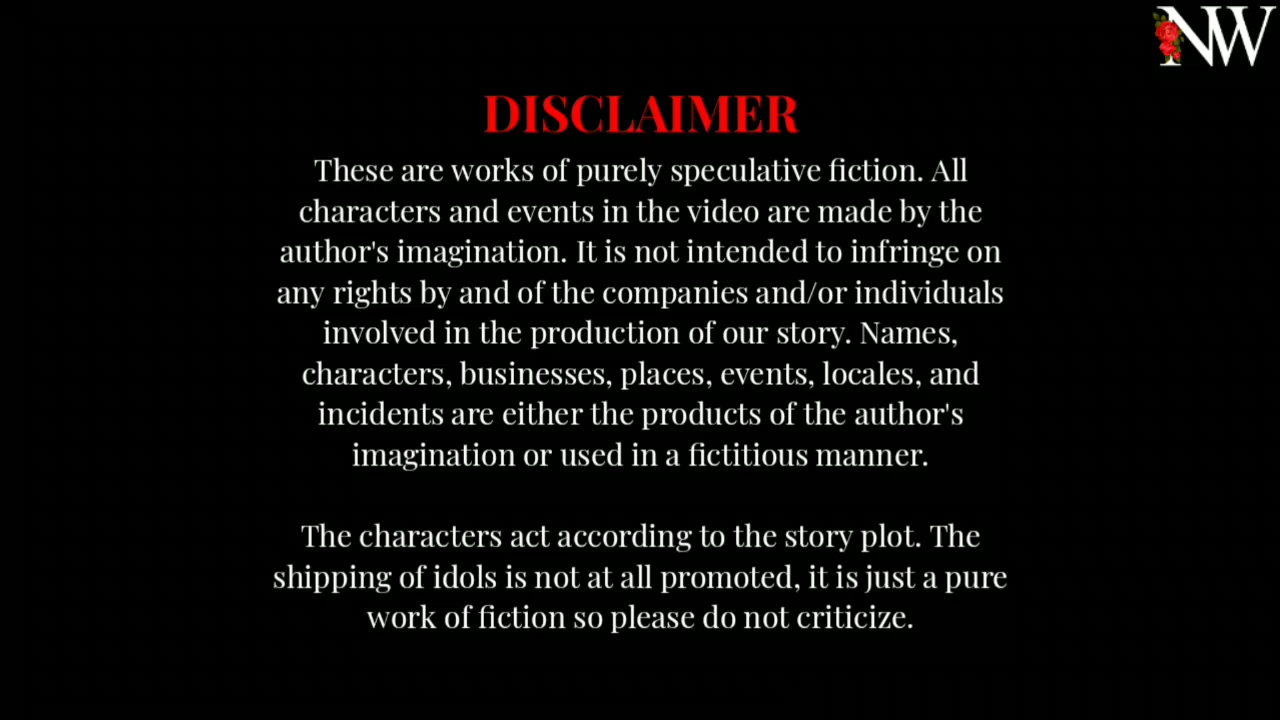 NW
DISCLAIMER
These are works of purely speculative fiction. All
characters and events in the video are made by the
author's imagination. It is not intended to infringe on
any rights by and of the companies and/or individuals
involved in the production of our story. Names,
characters, businesses, places, events, locales, and
incidents are either the products of the author's
imagination or used in a fictitious manner.
The characters act according to the story plot. The
shipping of idols is not at all promoted, it is just a pure
work of fiction so please do not criticize.